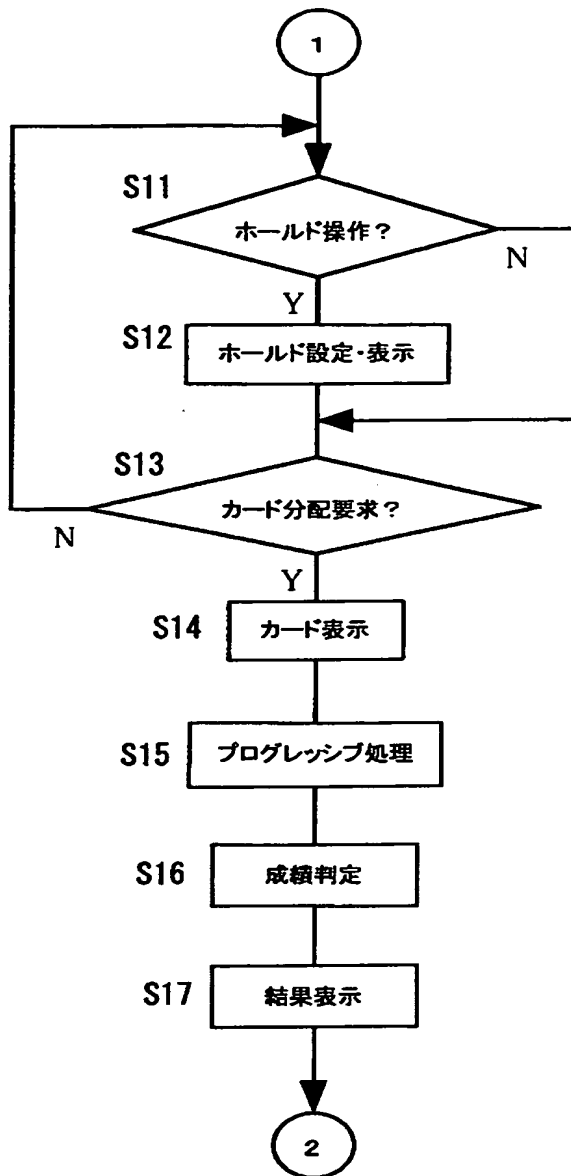 1
S11
ホールド操作?
N
Y
S12
ホールド設定・表示
S13
カード分配要求?
N
Y
S14
カード表示
S15
プログレッシブ処理
S16
成績判定
S17
結果表示
2